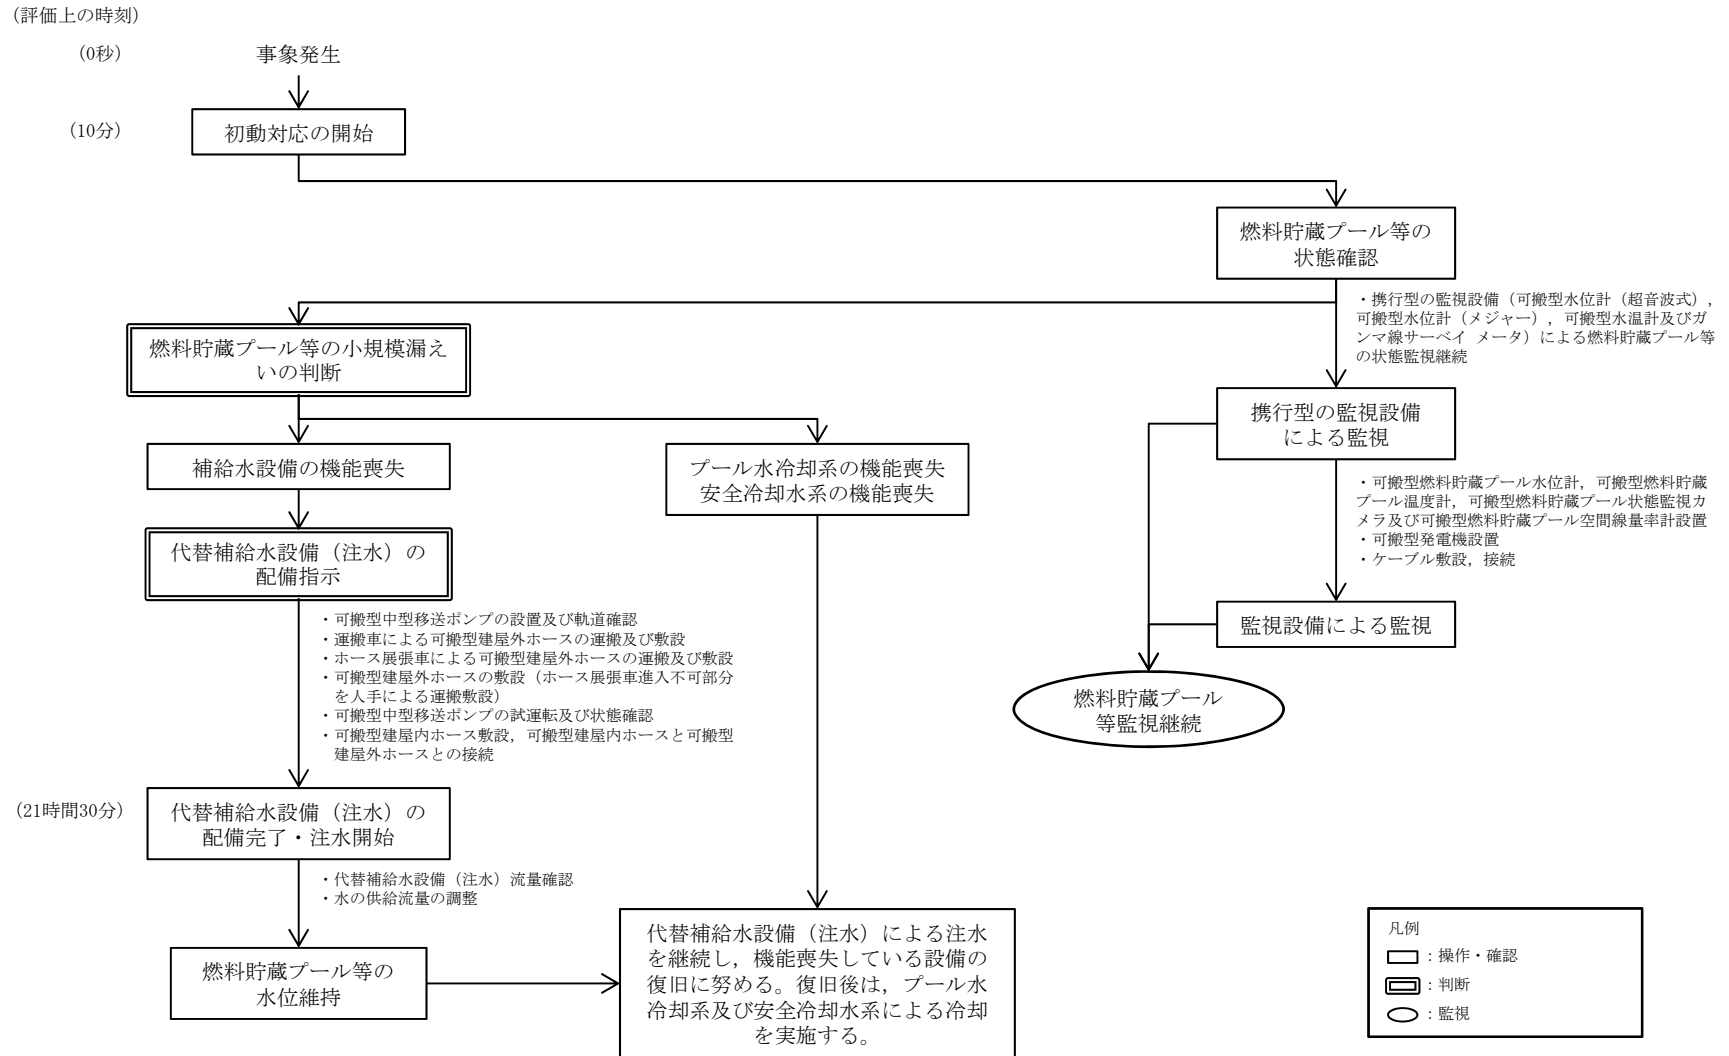 (評価上の時刻)
(0秒)
事象発生
(10分)
初動対応の開始
燃料貯蔵プール等の
状態確認
・携行型の監視設備（可搬型水位計（超音波式），
可搬型水位計（メジャー），可搬型水温計及びガ
ンマ線サーベイ メータ）による燃料貯蔵プール等
の状態監視継続
燃料貯蔵プール等の小規模漏え
いの判断
携行型の監視設備
による監視
補給水設備の機能喪失
プール水冷却系の機能喪失
安全冷却水系の機能喪失
・可搬型燃料貯蔵プール水位計，可搬型燃料貯蔵
プール温度計，可搬型燃料貯蔵プール状態監視カ
メラ及び可搬型燃料貯蔵プール空間線量率計設置
・可搬型発電機設置
・ケーブル敷設，接続
代替補給水設備（注水）の
配備指示
・可搬型中型移送ポンプの設置及び軌道確認
・運搬車による可搬型建屋外ホースの運搬及び敷設
・ホース展張車による可搬型建屋外ホースの運搬及び敷設
・可搬型建屋外ホースの敷設（ホース展張車進入不可部分
を人手による運搬敷設）
・可搬型中型移送ポンプの試運転及び状態確認
・可搬型建屋内ホース敷設，可搬型建屋内ホースと可搬型
建屋外ホースとの接続
監視設備による監視
燃料貯蔵プール
等監視継続
(21時間30分)
代替補給水設備（注水）の
配備完了・注水開始
・代替補給水設備（注水）流量確認
・水の供給流量の調整
燃料貯蔵プール等の
水位維持
代替補給水設備（注水）による注水
を継続し，機能喪失している設備の
復旧に努める。復旧後は，プール水
冷却系及び安全冷却水系による冷却
を実施する。
凡例
：操作・確認
：判断
：監視